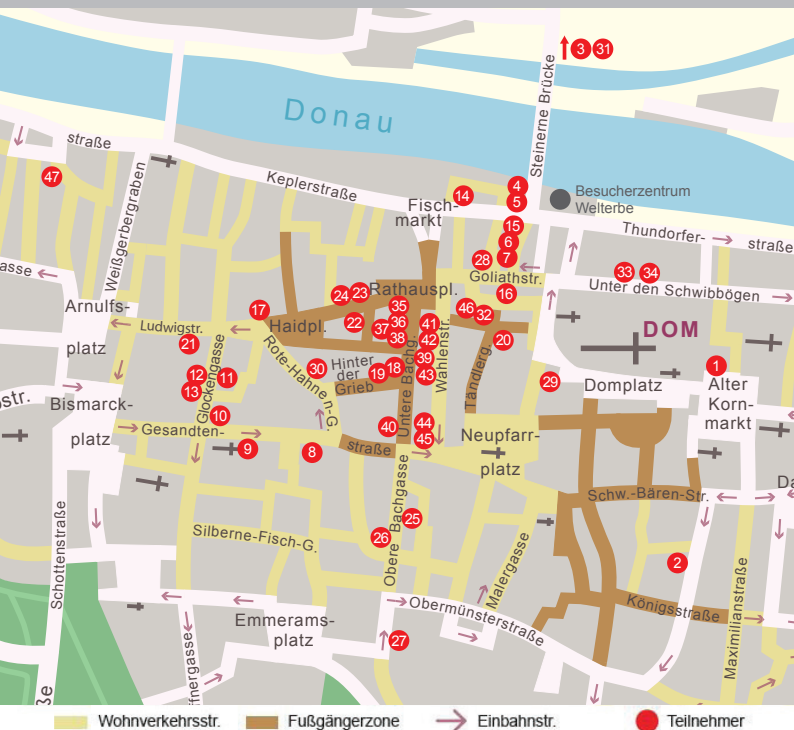 3 31
Steinerne Brücke
Donau
straße
47
Weißgerbergraben
Keplerstraße
14
4
5
Fisch-
markt
Besucherzentrum
Welterbe
15
6
7
28
Thundorfer-
straße
Goliathstr.
33 34
Unter den Schwibbögen
16
asse
Arnulfs-
platz
24 23
Rathauspl.
35
17
Haidpl.
22
37 36
38
41
42
46 32
20
DOM
Ludwigstr.
21
Glockengasse
12 11
13
10
Rote-Hahnen-G.
30
Hinter
der
Grieb
19 18
39
43
Untere Bachg.
Wahlenstr.
Tändlerg.
29
Domplatz
1
Alter
Korn-
markt
str.
Bismarck-
platz
Gesandten-
straße
9
8
40
44
45
Neupfarr-
platz
Schw.-Bären-Str.
Da
Schottenstraße
Silberne-Fisch-G.
25
26
Obere Bachgasse
Malergasse
2
Königsstraße
Maximilianstraße
Emmerams-
platz
Obermünsterstraße
27
ffnergasse
ße
Wohnverkehrsstr.
Fußgängerzone
Einbahnstr.
Teilnehmer